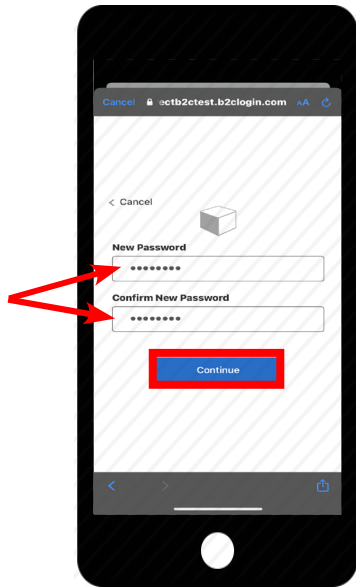 Cancel ectb2ctest.b2clogin.com AA
< Cancel
New Password
••••••••
Confirm New Password
••••••••
Continue